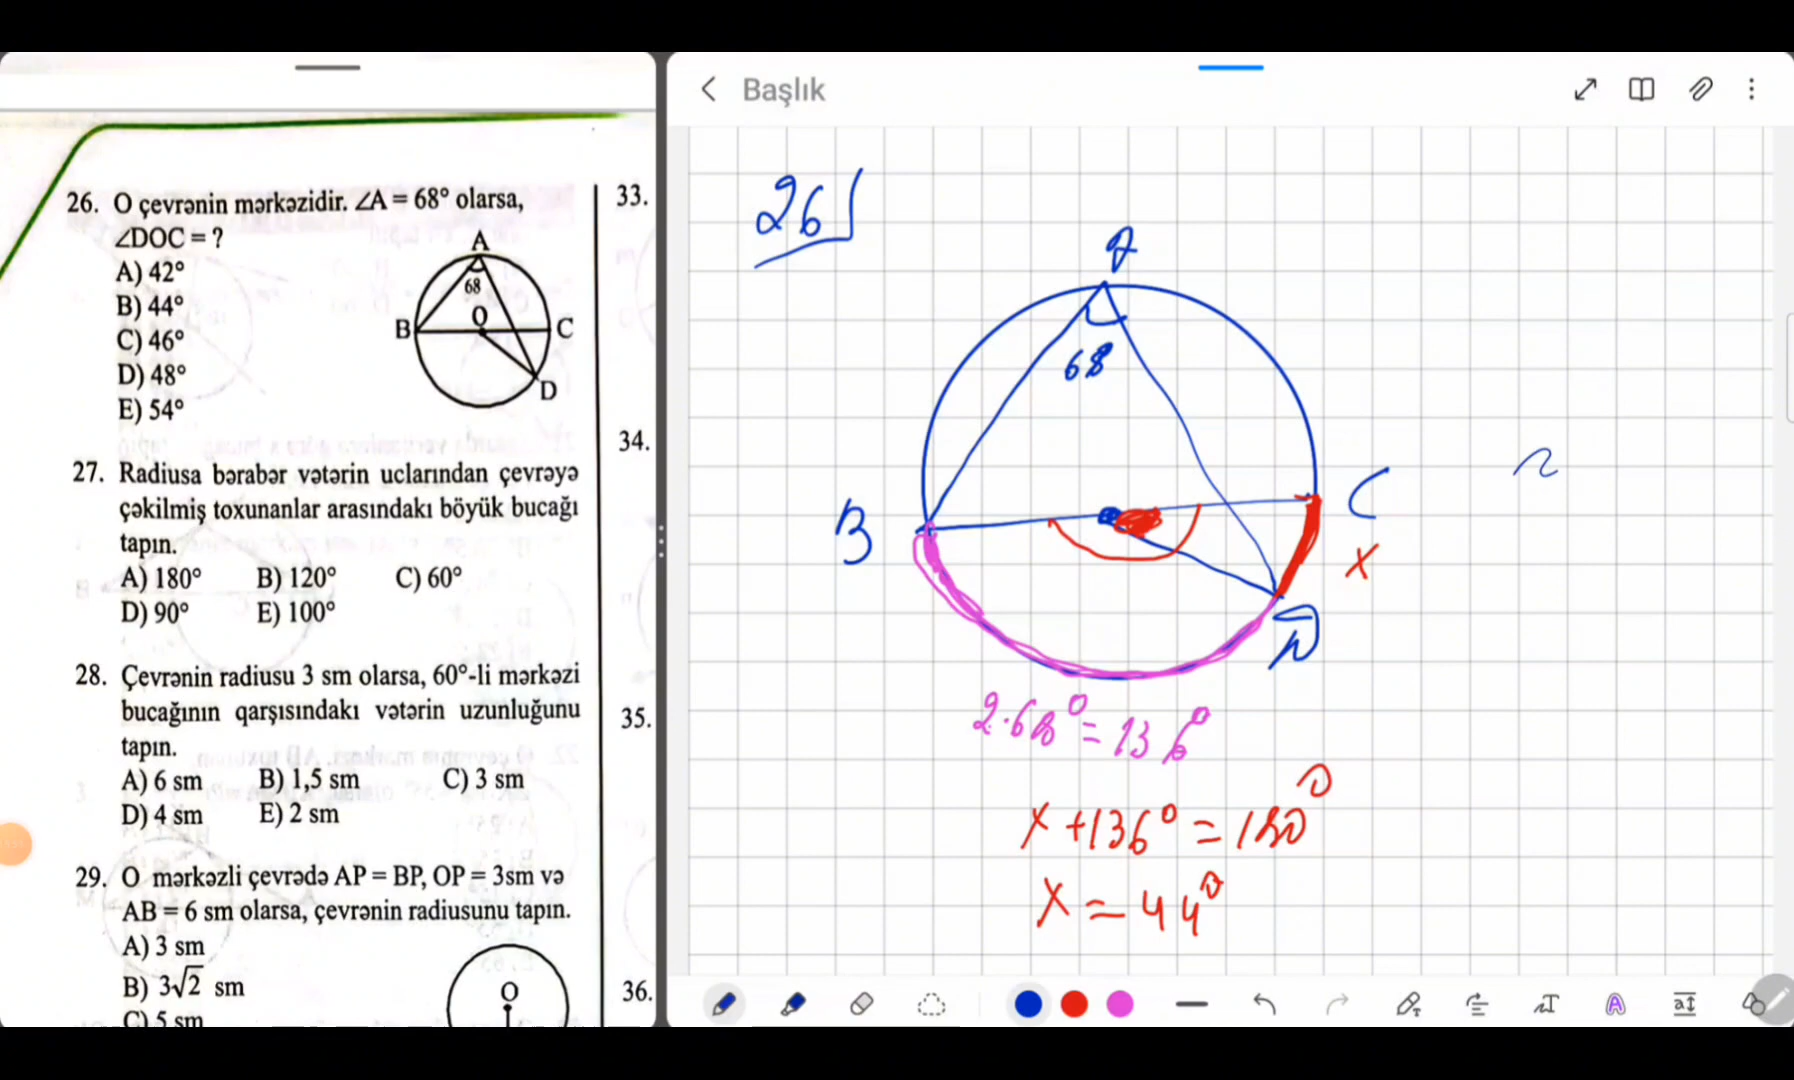 26. O çevrənin mərkəzidir. ∠A = 68° olarsa,
∠DOC = ?
A) 42°
B) 44°
C) 46°
D) 48°
E) 54°
A
68
O
B
C
D
27. Radiusa bərabər vətərin uclarından çevrəyə
çəkilmiş toxunanlar arasındakı böyük bucağı
tapın.
A) 180° B) 120° C) 60°
D) 90° E) 100°
28. Çevrənin radiusu 3 sm olarsa, 60°-li mərkəzi
bucağının qarşısındakı vətərin uzunluğunu
tapın.
A) 6 sm B) 1,5 sm C) 3 sm
D) 4 sm E) 2 sm
29. O mərkəzli çevrədə AP = BP, OP = 3sm və
AB = 6 sm olarsa, çevrənin radiusunu tapın.
A) 3 sm
B) 3√2 sm
C) 5 sm
O
33.
34.
35.
36.
Başlık
26
A
68
B
C
x
D
2·68° = 136°
x + 136° = 180°
x = 44°